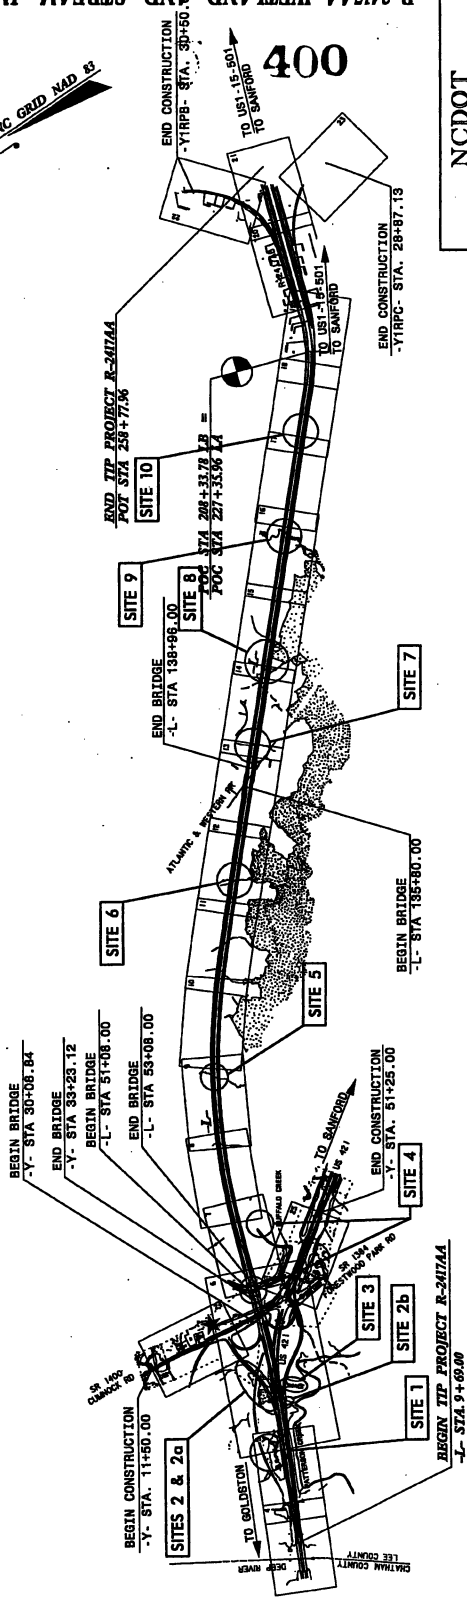 NC GRID NAD 83
END CONSTRUCTION
-Y1RPB- STA. 30+50.
TO US1-15-501
TO SANFORD
400
NCDOT
END TIP PROJECT R-2417AA
POT STA 258+77.96
SITE 10
POC STA 208+33.78 LB =
POC STA 227+35.96 LA
TO US1-15-501
TO SANFORD
END CONSTRUCTION
-Y1RPC- STA. 28+87.13
SITE 9
SITE 8
END BRIDGE
-L- STA 138+96.00
SITE 7
ATLANTIC & WESTERN RR
SITE 6
BEGIN BRIDGE
-L- STA 135+80.00
SITE 5
BEGIN BRIDGE
-Y- STA 30+08.84
END BRIDGE
-Y- STA 33+23.12
BEGIN BRIDGE
-L- STA 51+08.00
END BRIDGE
-L- STA 53+08.00
-L-
BUFFALO CREEK
TO SANFORD
US 421
END CONSTRUCTION
-Y- STA. 51+25.00
SITE 4
SR 1384
FORESTWOOD PARK RD
SR 1400
CUMNOCK RD
BEGIN CONSTRUCTION
-Y- STA. 11+50.00
SITES 2 & 2a
US 421
SITE 3
SITE 2b
SITE 1
TO GOLDSTON
BEGIN TIP PROJECT R-2417AA
-L- STA. 9+69.00
DEEP RIVER
CHATHAM COUNTY
LEE COUNTY